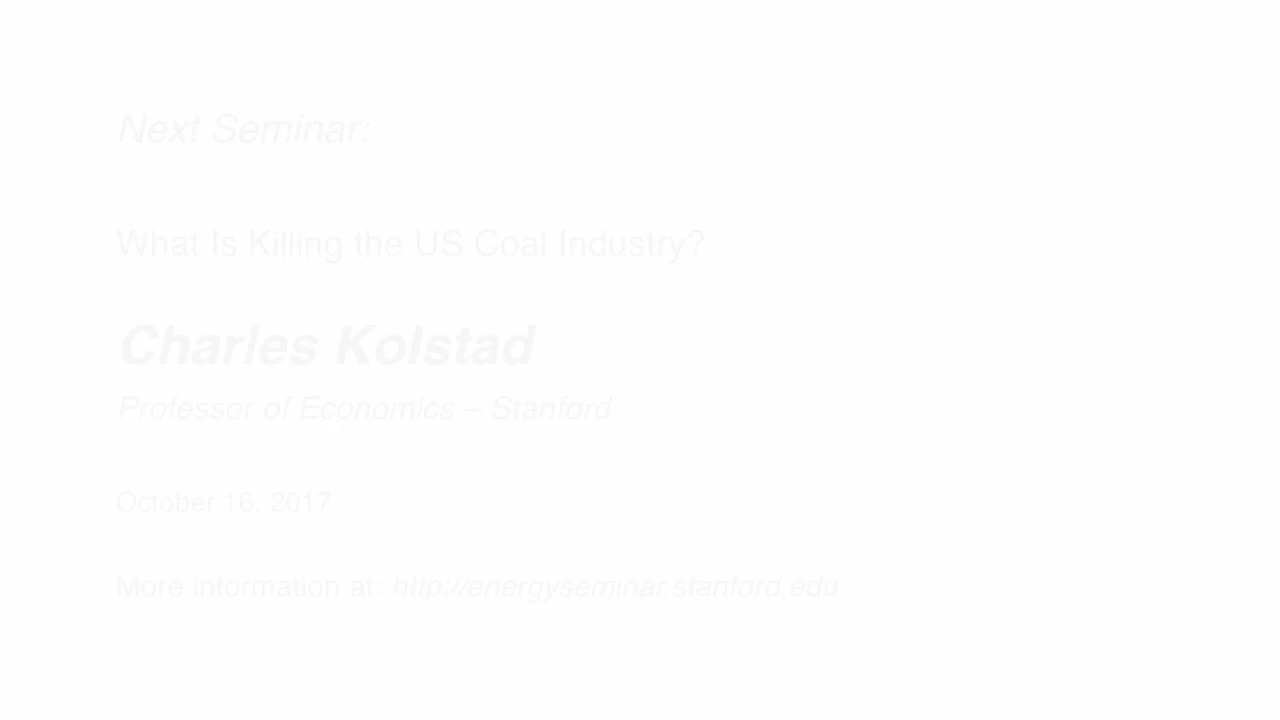 Next Seminar:
What Is Killing the US Coal Industry?
Charles Kolstad
Professor of Economics – Stanford
October 16, 2017
More information at: http://energyseminar.stanford.edu